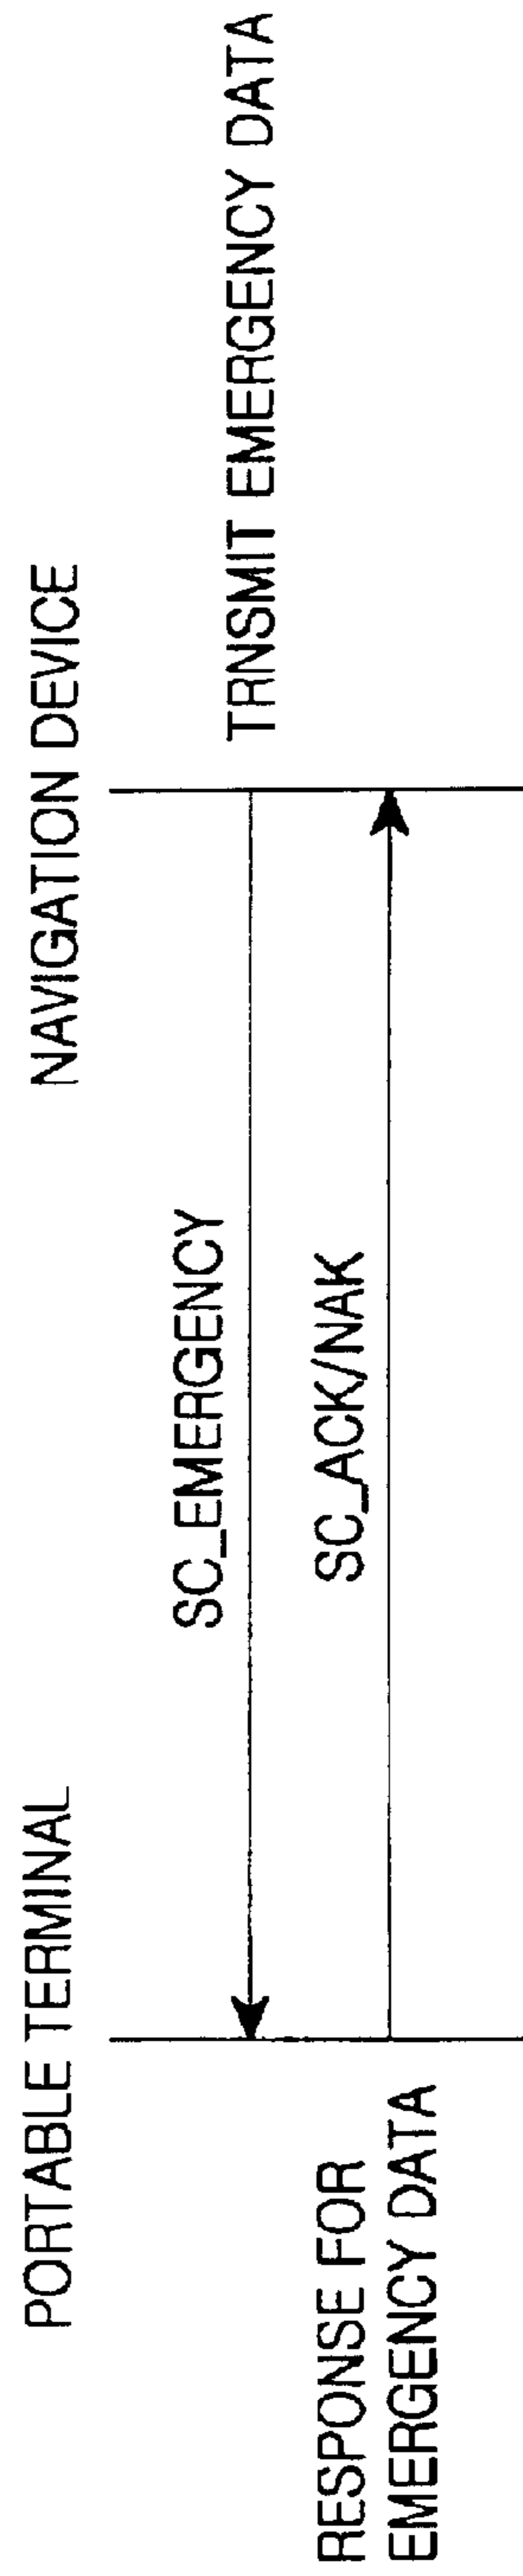 PORTABLE TERMINAL
NAVIGATION DEVICE
SC_EMERGENCY
TRNSMIT EMERGENCY DATA
RESPONSE FOR
EMERGENCY DATA
SC_ACK/NAK